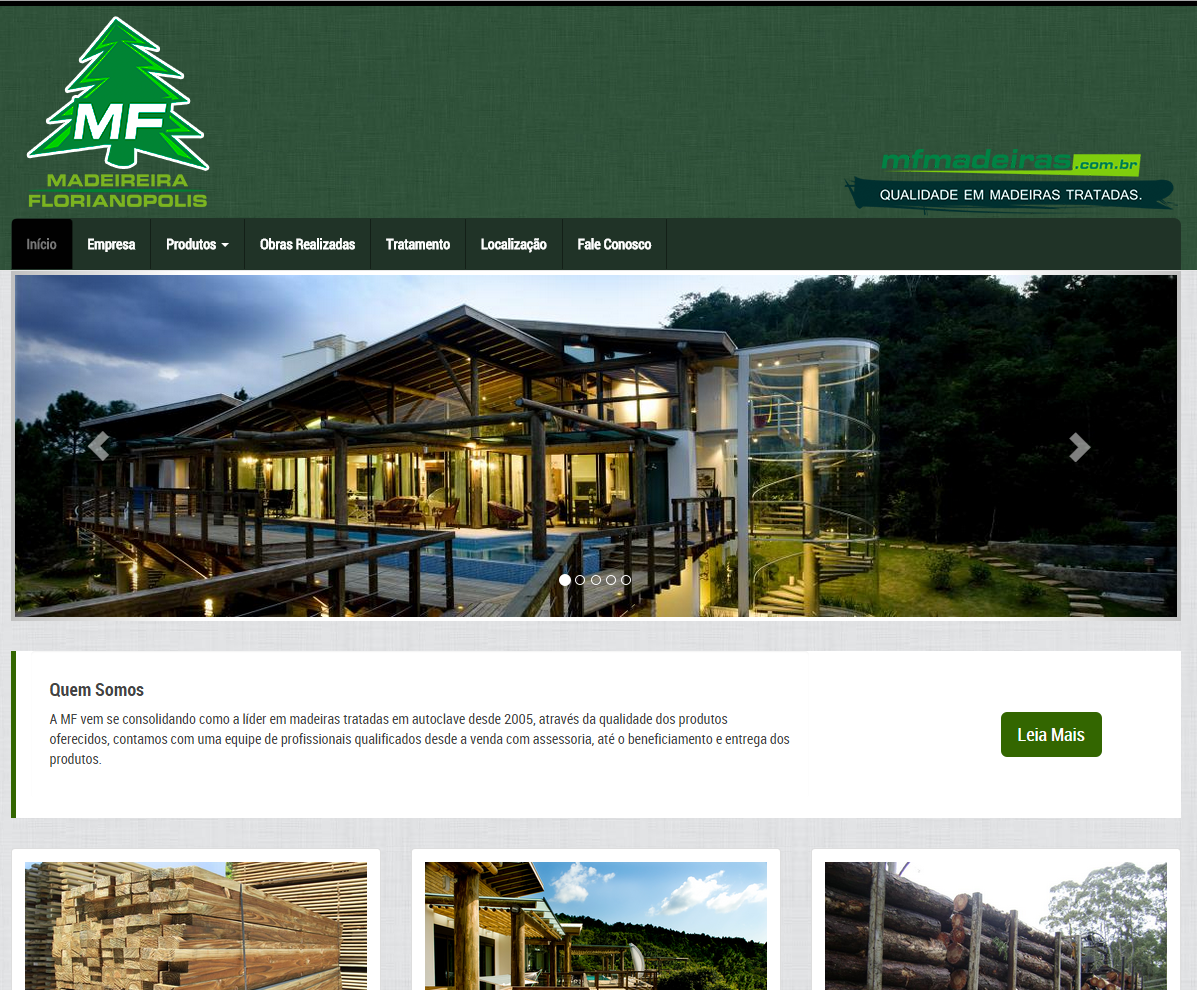 MF
MADEIREIRA
FLORIANOPOLIS
mfmadeiras.com.br
QUALIDADE EM MADEIRAS TRATADAS.
Início Empresa Produtos Obras Realizadas Tratamento Localização Fale Conosco
Quem Somos
A MF vem se consolidando como a líder em madeiras tratadas em autoclave desde 2005, através da qualidade dos produtos
oferecidos, contamos com uma equipe de profissionais qualificados desde a venda com assessoria, até o beneficiamento e entrega dos
produtos.
Leia Mais